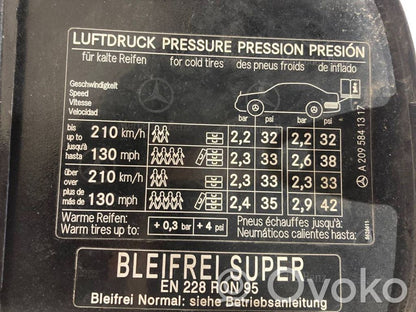 LUFTDRUCK PRESSURE PRESSION PRESIÓN
für kalte Reifen for cold tires des pneus froids de inflado
Geschwindigkeit
Speed
Vitesse
Velocidad
bar psi bar psi
bis
up to 210 km/h 2,2 32 2,2 32
jusqu'à
hasta 130 mph 2,3 33 2,6 38
über
over 210 km/h 2,3 33 2,3 33
plus de
más de 130 mph 2,4 35 2,9 42
Warme Reifen: Pneus échauffés jusqu'à:
Warm tires up to: + 0,3 bar + 4 psi Neumáticos calientes hasta:
A 209 584 13 17
BLEIFREI SUPER
EN 228 RON 95
Bleifrei Normal: siehe Betriebsanleitung
Ovoko